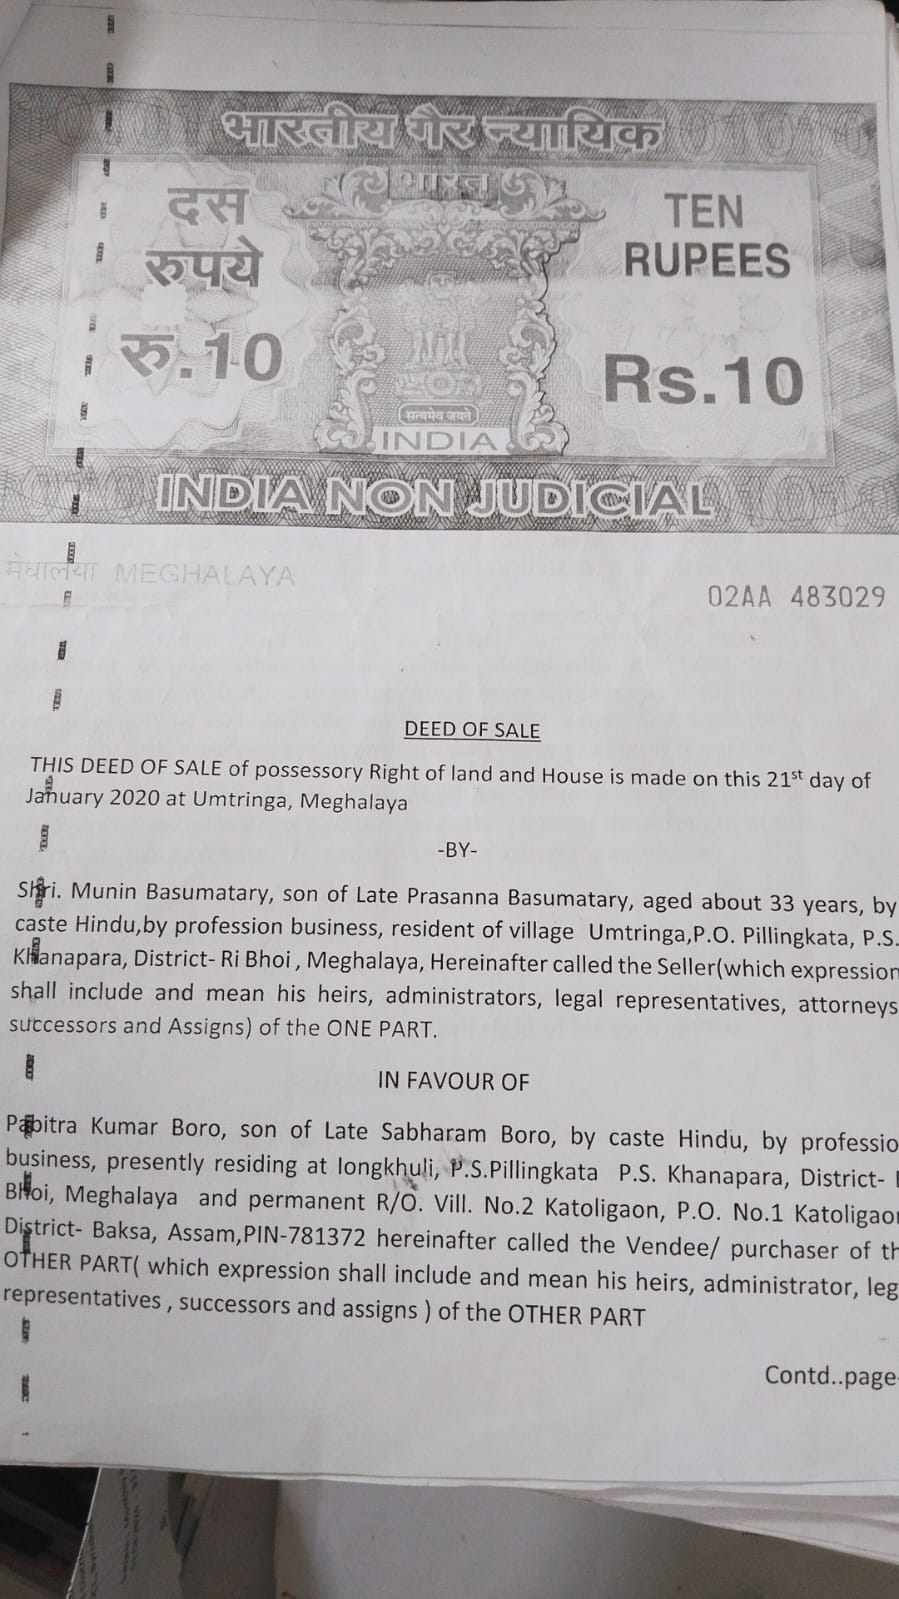 भारतीय गैर न्यायिक
भारत
दस
रुपये
रु.10
TEN
RUPEES
Rs.10
सत्यमेव जयते
INDIA
INDIA NON JUDICIAL
मेघालया MEGHALAYA
02AA 483029
DEED OF SALE
THIS DEED OF SALE of possessory Right of land and House is made on this 21st day of
January 2020 at Umtringa, Meghalaya
-BY-
Shri. Munin Basumatary, son of Late Prasanna Basumatary, aged about 33 years, by
caste Hindu,by profession business, resident of village Umtringa,P.O. Pillingkata, P.S.
Khanapara, District- Ri Bhoi , Meghalaya, Hereinafter called the Seller(which expression
shall include and mean his heirs, administrators, legal representatives, attorneys
successors and Assigns) of the ONE PART.
IN FAVOUR OF
Pabitra Kumar Boro, son of Late Sabharam Boro, by caste Hindu, by professio
business, presently residing at Iongkhuli, P.S.Pillingkata P.S. Khanapara, District-
Bhoi, Meghalaya and permanent R/O. Vill. No.2 Katoligaon, P.O. No.1 Katoligao
District- Baksa, Assam,PIN-781372 hereinafter called the Vendee/ purchaser of th
OTHER PART( which expression shall include and mean his heirs, administrator, leg
representatives , successors and assigns ) of the OTHER PART
Contd..page-